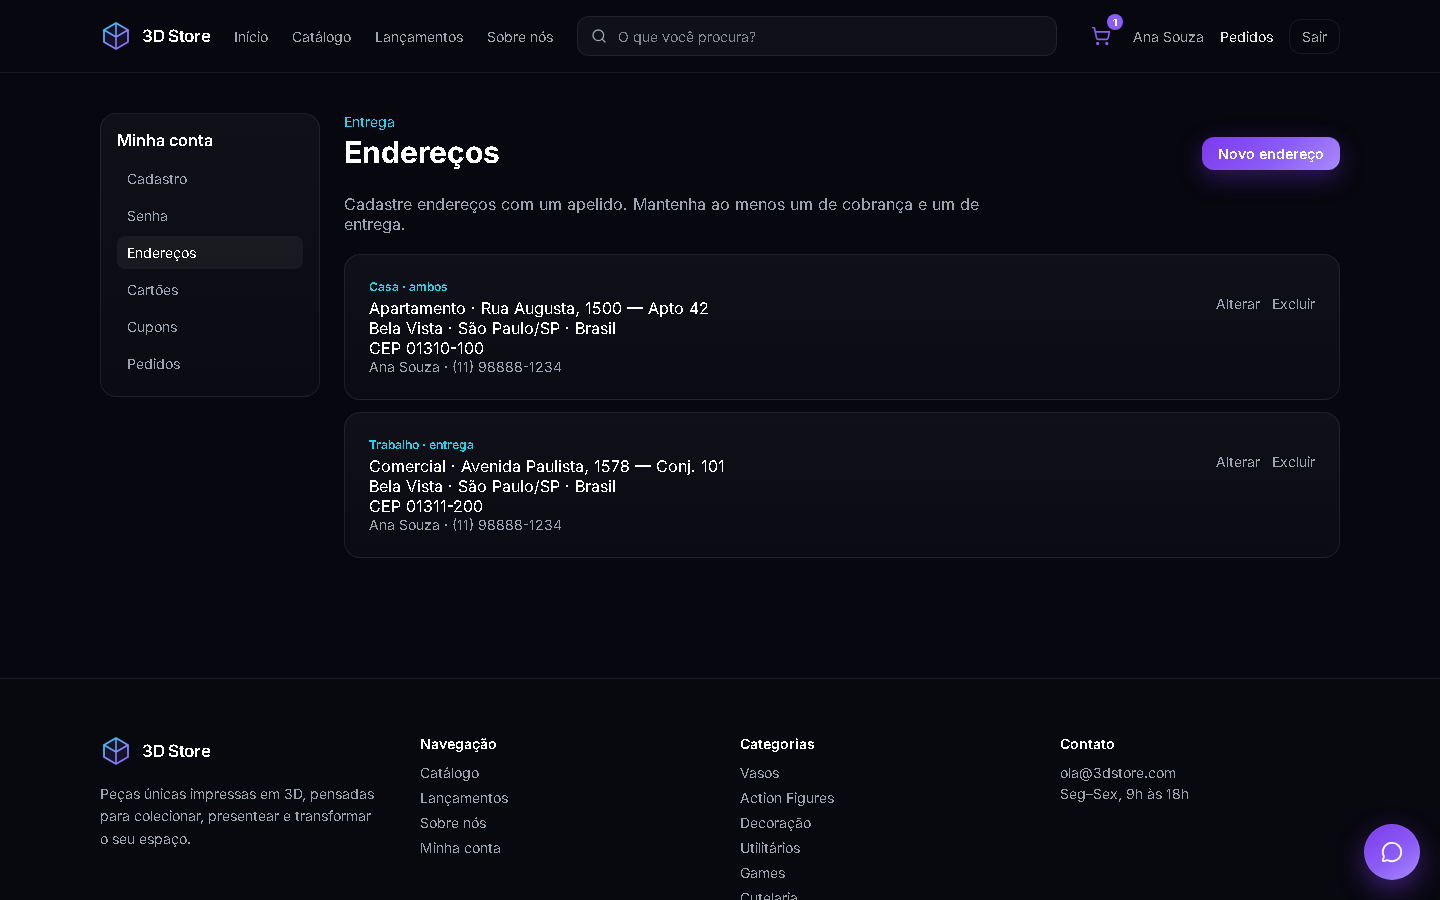 3D Store
Início
Catálogo
Lançamentos
Sobre nós
O que você procura?
1
Ana Souza
Pedidos
Sair
Minha conta
Cadastro
Senha
Endereços
Cartões
Cupons
Pedidos
Entrega
Endereços
Novo endereço
Cadastre endereços com um apelido. Mantenha ao menos um de cobrança e um de
entrega.
Casa · ambos
Apartamento · Rua Augusta, 1500 — Apto 42
Bela Vista · São Paulo/SP · Brasil
CEP 01310-100
Ana Souza · (11) 98888-1234
Alterar
Excluir
Trabalho · entrega
Comercial · Avenida Paulista, 1578 — Conj. 101
Bela Vista · São Paulo/SP · Brasil
CEP 01311-200
Ana Souza · (11) 98888-1234
Alterar
Excluir
3D Store
Peças únicas impressas em 3D, pensadas
para colecionar, presentear e transformar
o seu espaço.
Navegação
Catálogo
Lançamentos
Sobre nós
Minha conta
Categorias
Vasos
Action Figures
Decoração
Utilitários
Games
Cutelaria
Contato
ola@3dstore.com
Seg–Sex, 9h às 18h